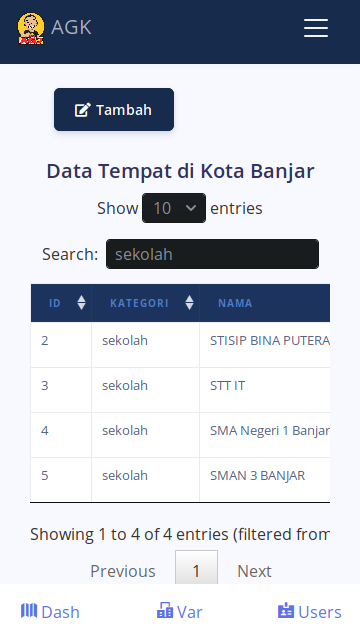 AGK
Tambah
Data Tempat di Kota Banjar
Show 10 entries
Search: sekolah
ID KATEGORI NAMA
2 sekolah STISIP BINA PUTERA
3 sekolah STT IT
4 sekolah SMA Negeri 1 Banjar
5 sekolah SMAN 3 BANJAR
Showing 1 to 4 of 4 entries (filtered from
Previous 1 Next
Dash Var Users